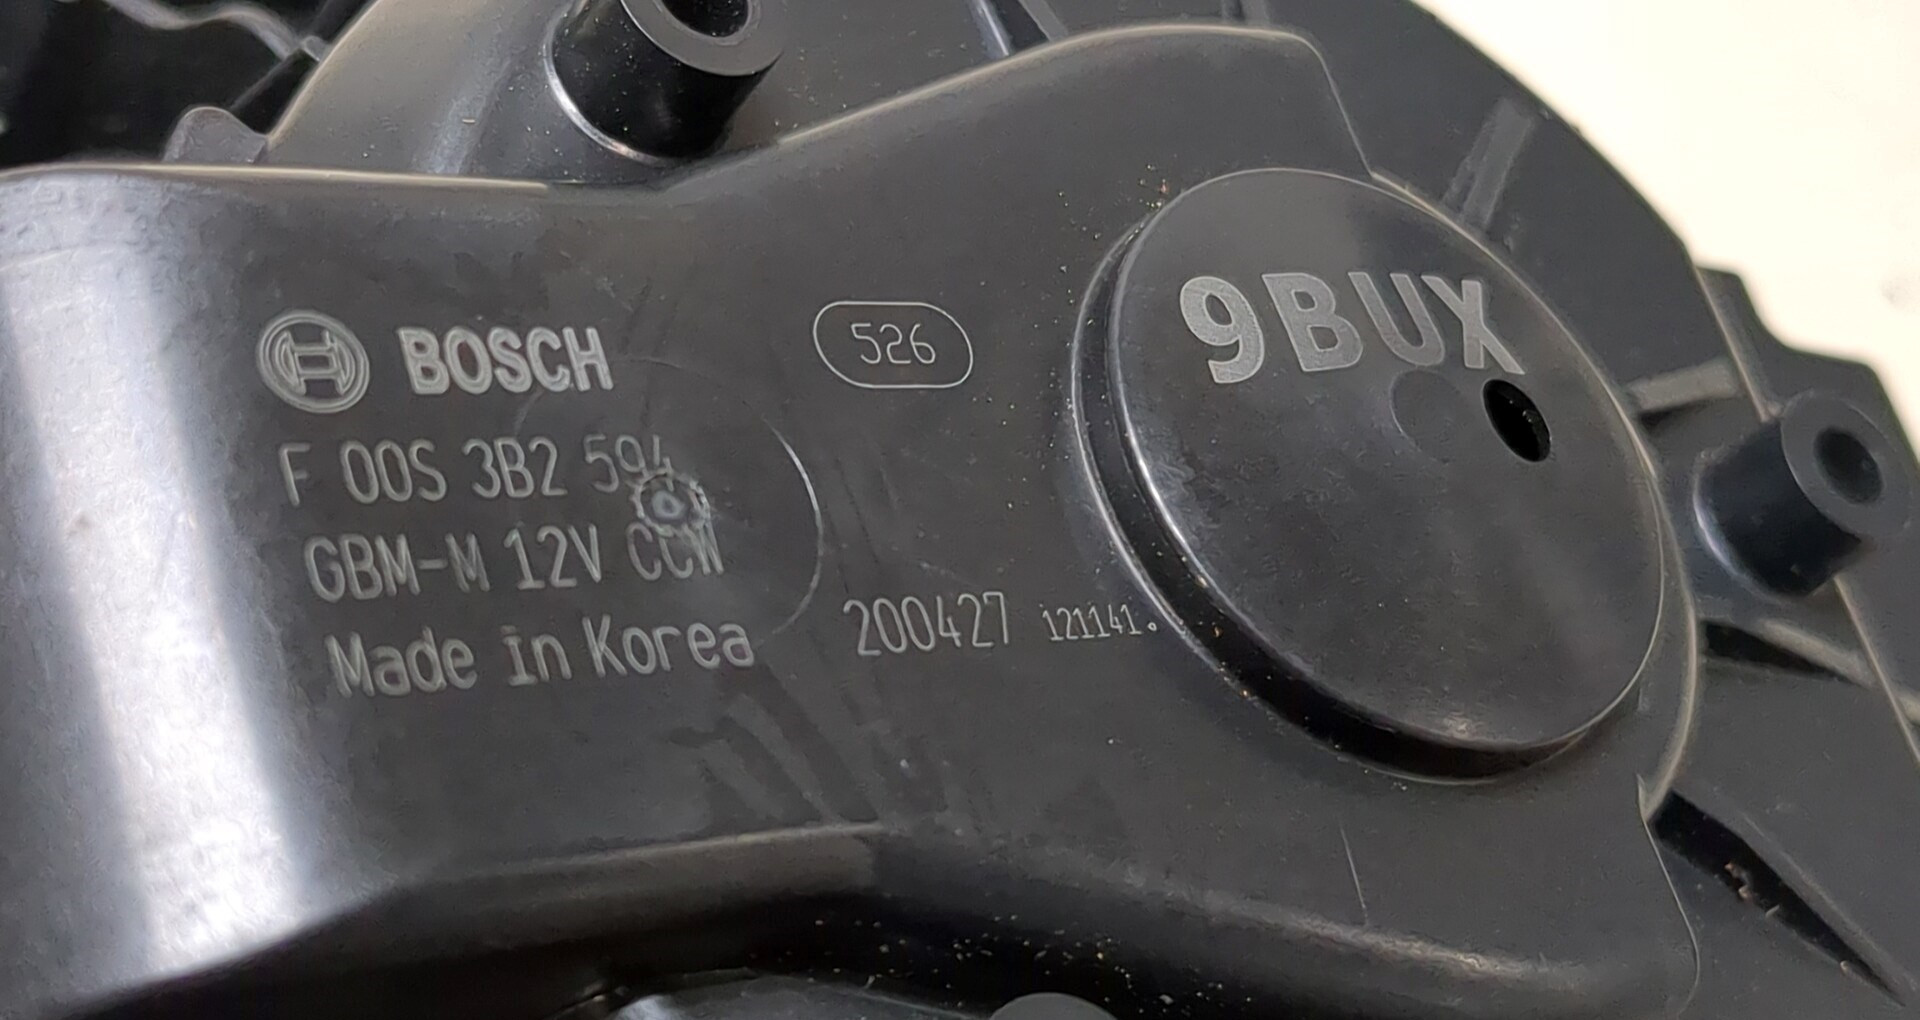 BOSCH
F 00S 3B2 594
GBM-M 12V CCW
Made in Korea
526
200427 121141.
9BUX